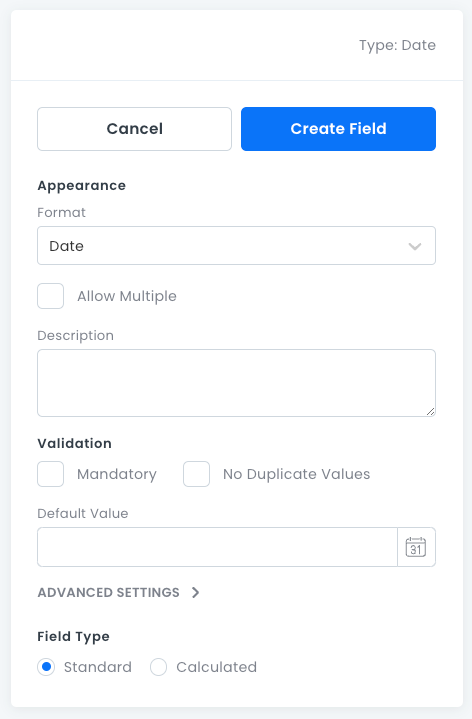 Type: Date
Cancel
Create Field
Appearance
Format
Date
Allow Multiple
Description
Validation
Mandatory
No Duplicate Values
Default Value
31
ADVANCED SETTINGS
Field Type
Standard
Calculated